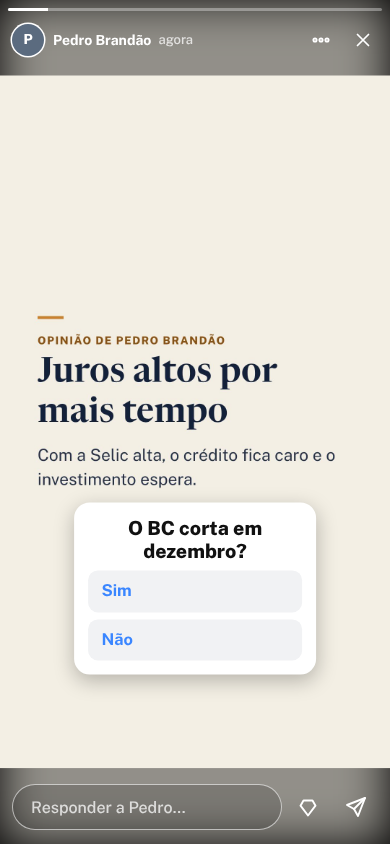 P
Pedro Brandão agora
OPINIÃO DE PEDRO BRANDÃO
Juros altos por
mais tempo
Com a Selic alta, o crédito fica caro e o
investimento espera.
O BC corta em
dezembro?
Sim
Não
Responder a Pedro...